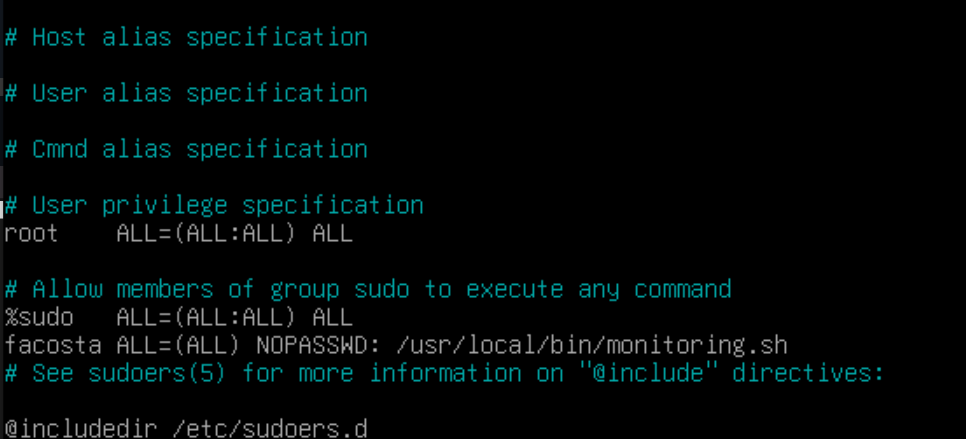 # Host alias specification
# User alias specification
# Cmnd alias specification
# User privilege specification
root    ALL=(ALL:ALL) ALL
# Allow members of group sudo to execute any command
%sudo   ALL=(ALL:ALL) ALL
facosta ALL=(ALL) NOPASSWD: /usr/local/bin/monitoring.sh
# See sudoers(5) for more information on "@include" directives:
@includedir /etc/sudoers.d